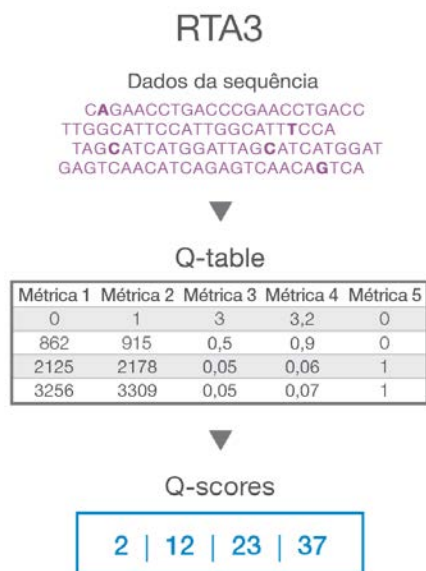 RTA3
Dados da sequência
CAGAACCTGACCCGAACCTGACC
TTGGCATTCCATTGGCATTTCCA
TAGCATCATGGATTAGCATCATGGAT
GAGTCAACATCAGAGTCAACAGTCA
Q-table
Métrica 1 Métrica 2 Métrica 3 Métrica 4 Métrica 5
0 1 3 3,2 0
862 915 0,5 0,9 0
2125 2178 0,05 0,06 1
3256 3309 0,05 0,07 1
Q-scores
2 | 12 | 23 | 37